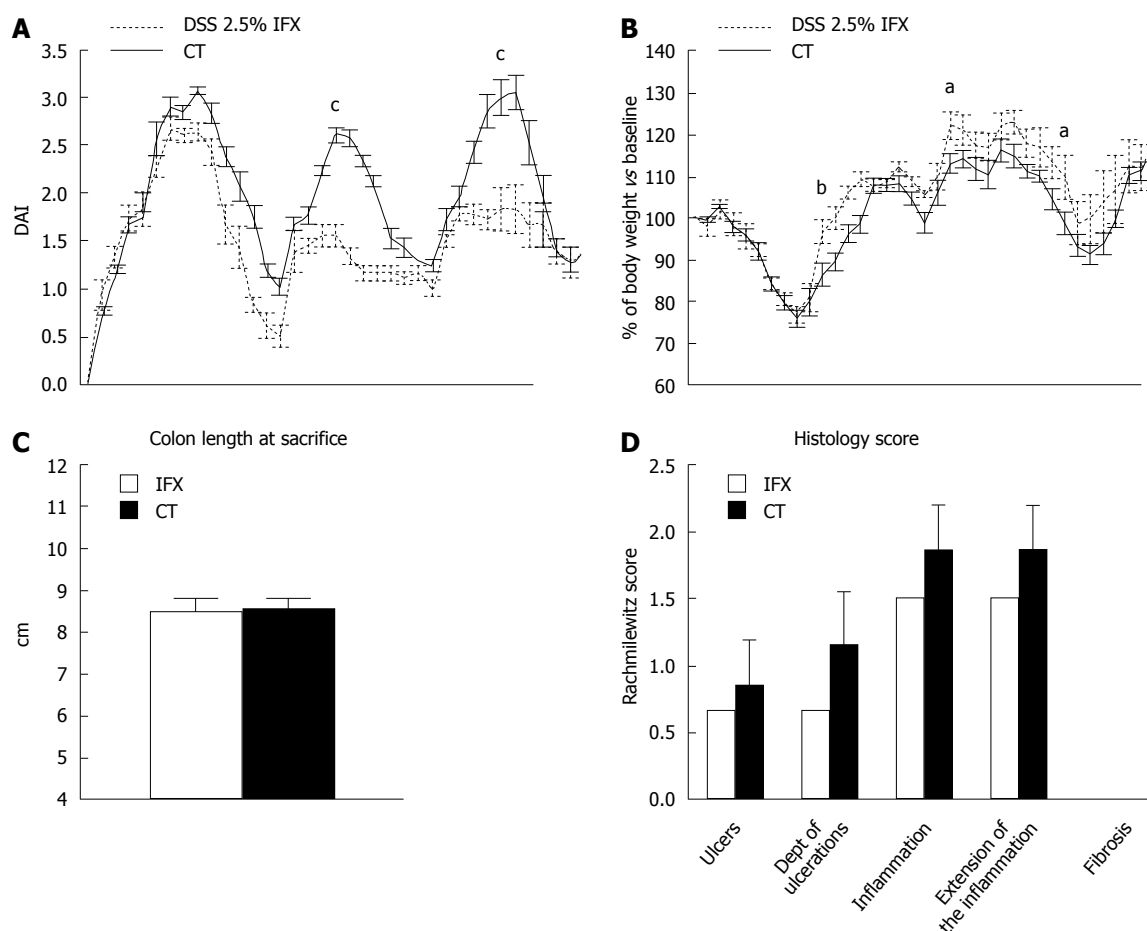 A
DSS 2.5% IFX
CT
3.5
3.0
2.5
2.0
1.5
1.0
0.5
0.0
DAI
c
c
B
DSS 2.5% IFX
CT
140
130
120
110
100
90
80
70
60
% of body weight vs baseline
a
b
a
C
Colon length at sacrifice
IFX
CT
12
11
10
9
8
7
6
5
4
cm
D
Histology score
IFX
CT
2.5
2.0
1.5
1.0
0.5
0.0
Rachmilewitz score
Ulcers
Dept of
ulcerations
Inflammation
Extension of
the inflammation
Fibrosis